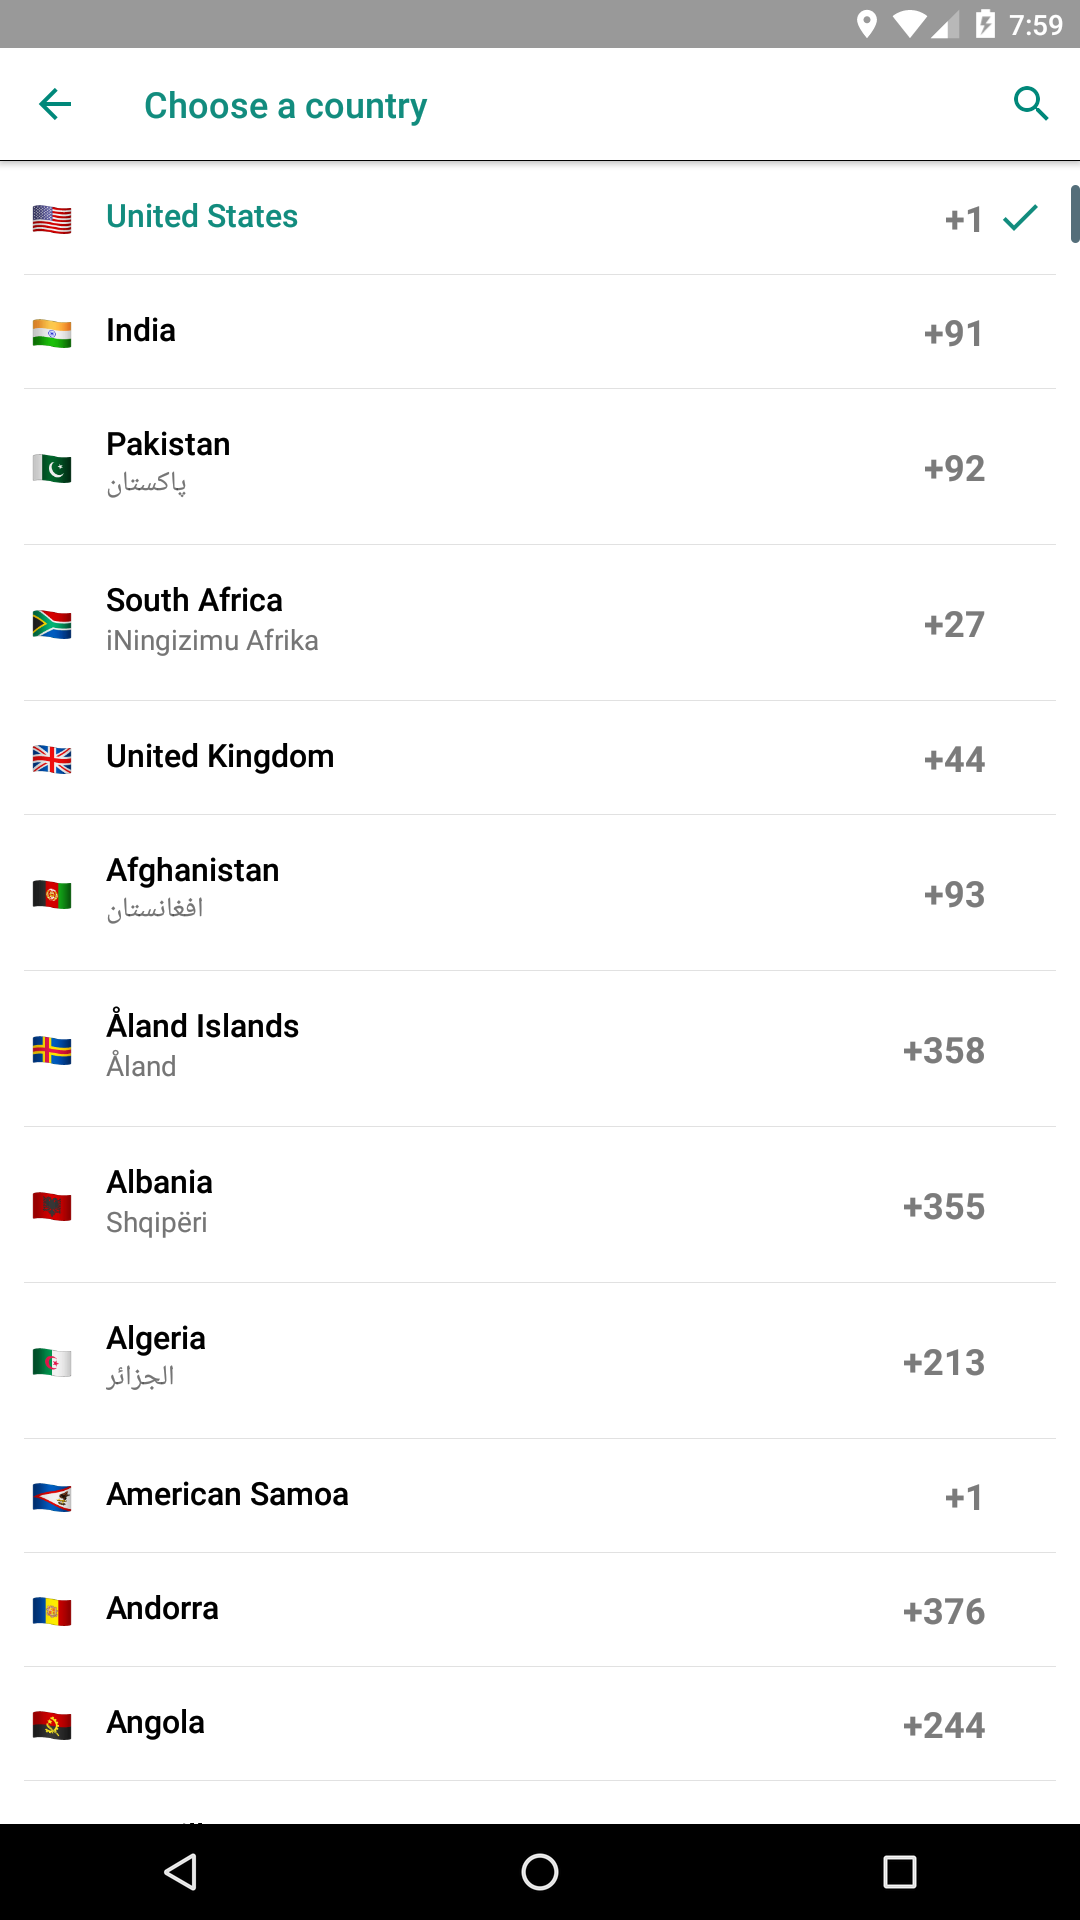 7:59
Choose a country
United States +1
India +91
Pakistan +92
پاکستان
South Africa +27
iNingizimu Afrika
United Kingdom +44
Afghanistan +93
افغانستان
Åland Islands +358
Åland
Albania +355
Shqipëri
Algeria +213
الجزائر
American Samoa +1
Andorra +376
Angola +244